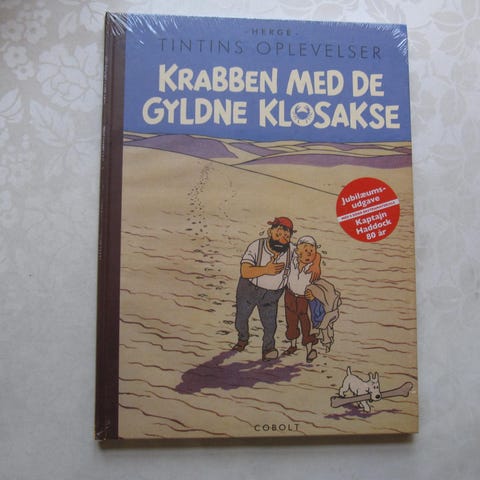 - HERGÉ -
TINTINS OPLEVELSER
KRABBEN MED DE
GYLDNE KLOSAKSE
Jubilæums-
udgave
Kaptajn
Haddock
80 år
COBOLT